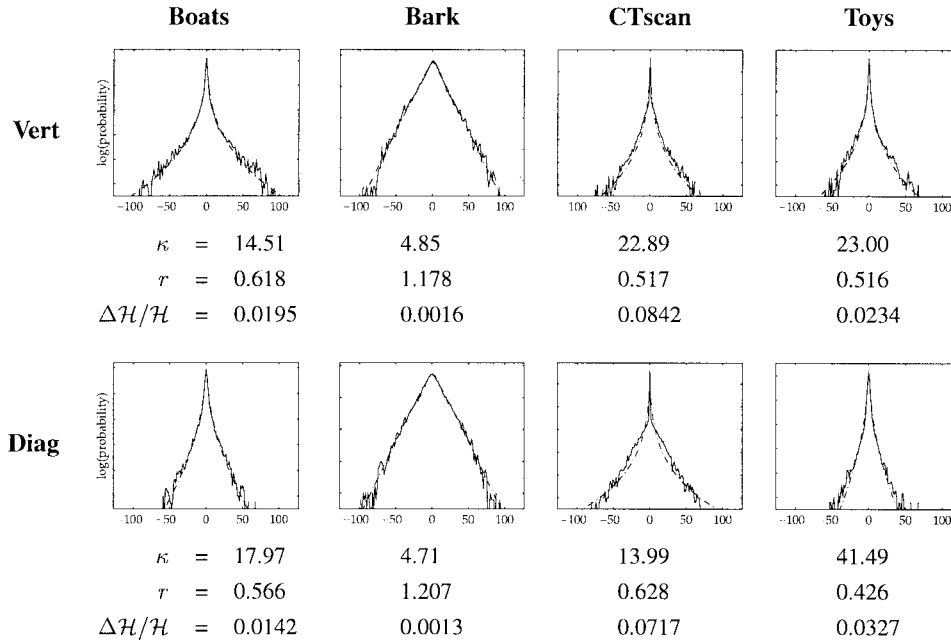 Boats Bark CTscan Toys
Vert
log(probability)
−100 −50 0 50 100 −100 −50 0 50 100 −100 −50 0 50 100 −100 −50 0 50 100
κ = 14.51 4.85 22.89 23.00
r = 0.618 1.178 0.517 0.516
Δℋ/ℋ = 0.0195 0.0016 0.0842 0.0234
Diag
log(probability)
−100 −50 0 50 100 −100 −50 0 50 100 −100 −50 0 50 100 −100 −50 0 50 100
κ = 17.97 4.71 13.99 41.49
r = 0.566 1.207 0.628 0.426
Δℋ/ℋ = 0.0142 0.0013 0.0717 0.0327